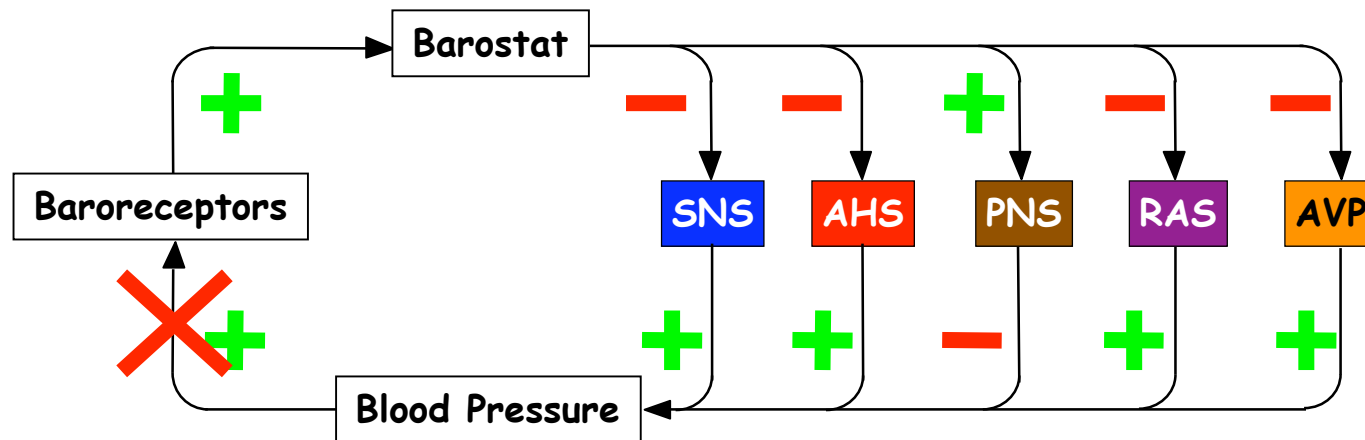 Barostat
Baroreceptors
SNS
AHS
PNS
RAS
AVP
Blood Pressure